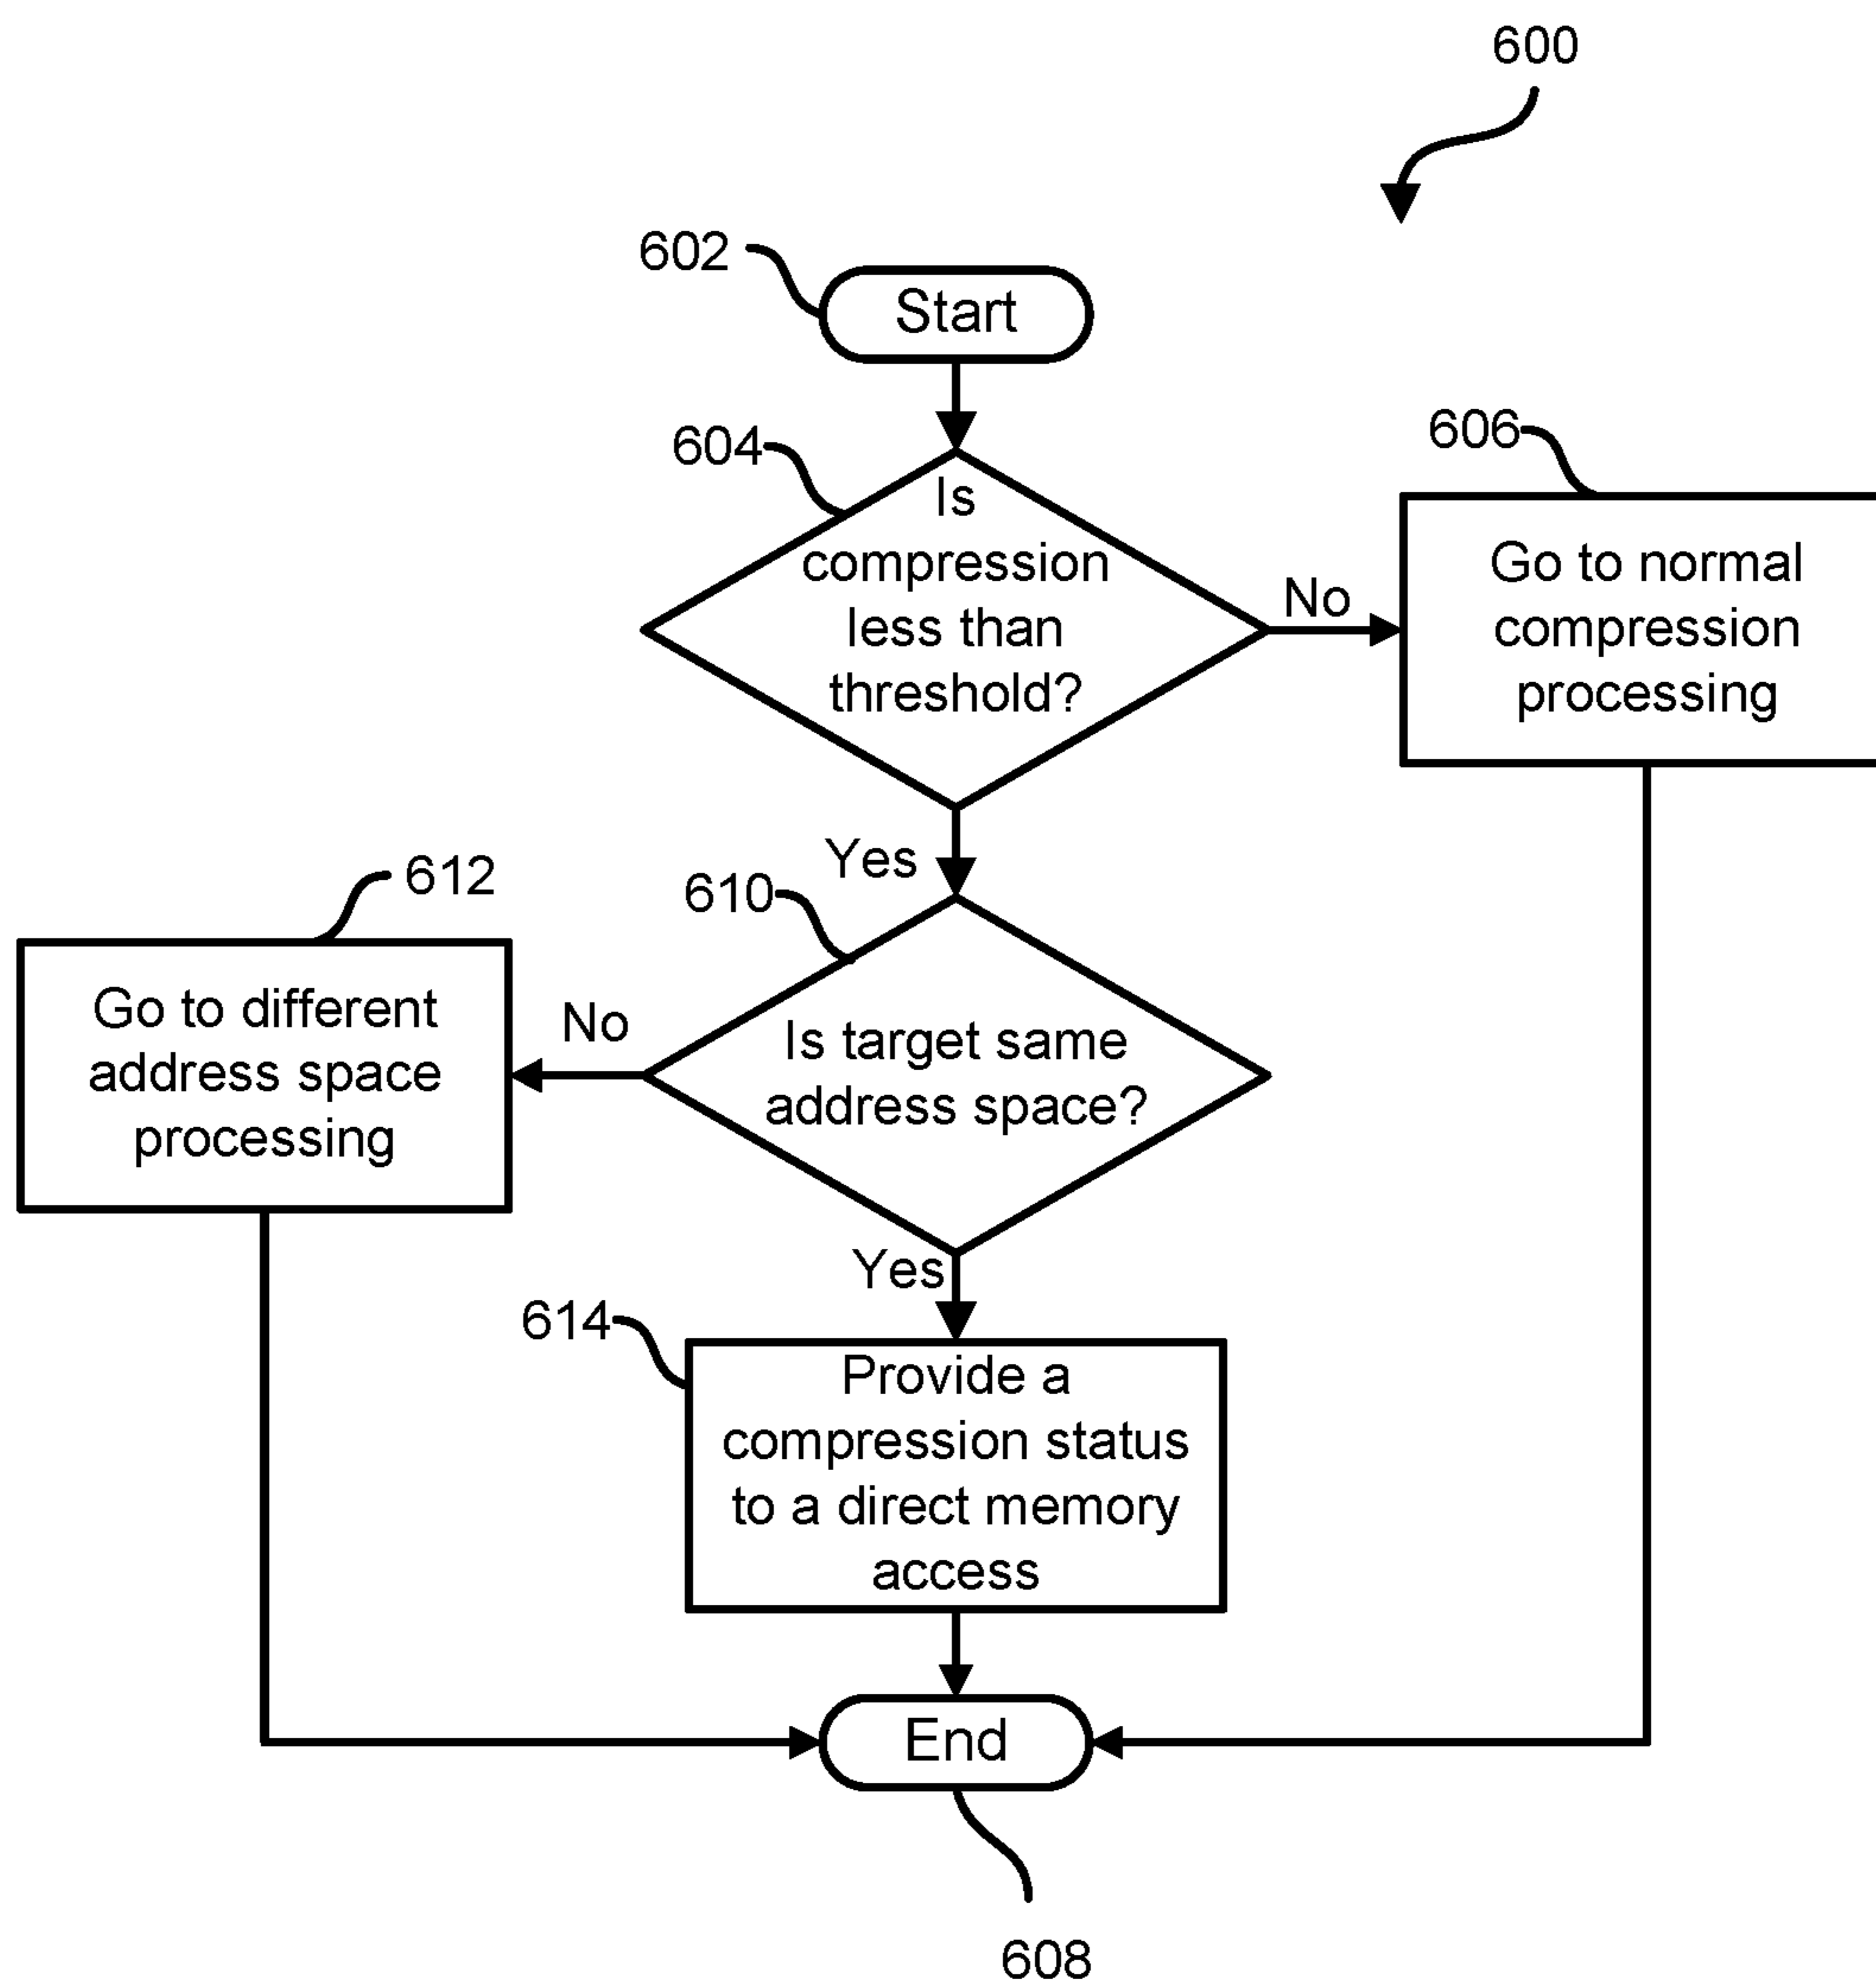 600
602
Start
604
Is
compression
less than
threshold?
No
606
Go to normal
compression
processing
Yes
612
610
Go to different
address space
processing
No
Is target same
address space?
Yes
614
Provide a
compression status
to a direct memory
access
End
608